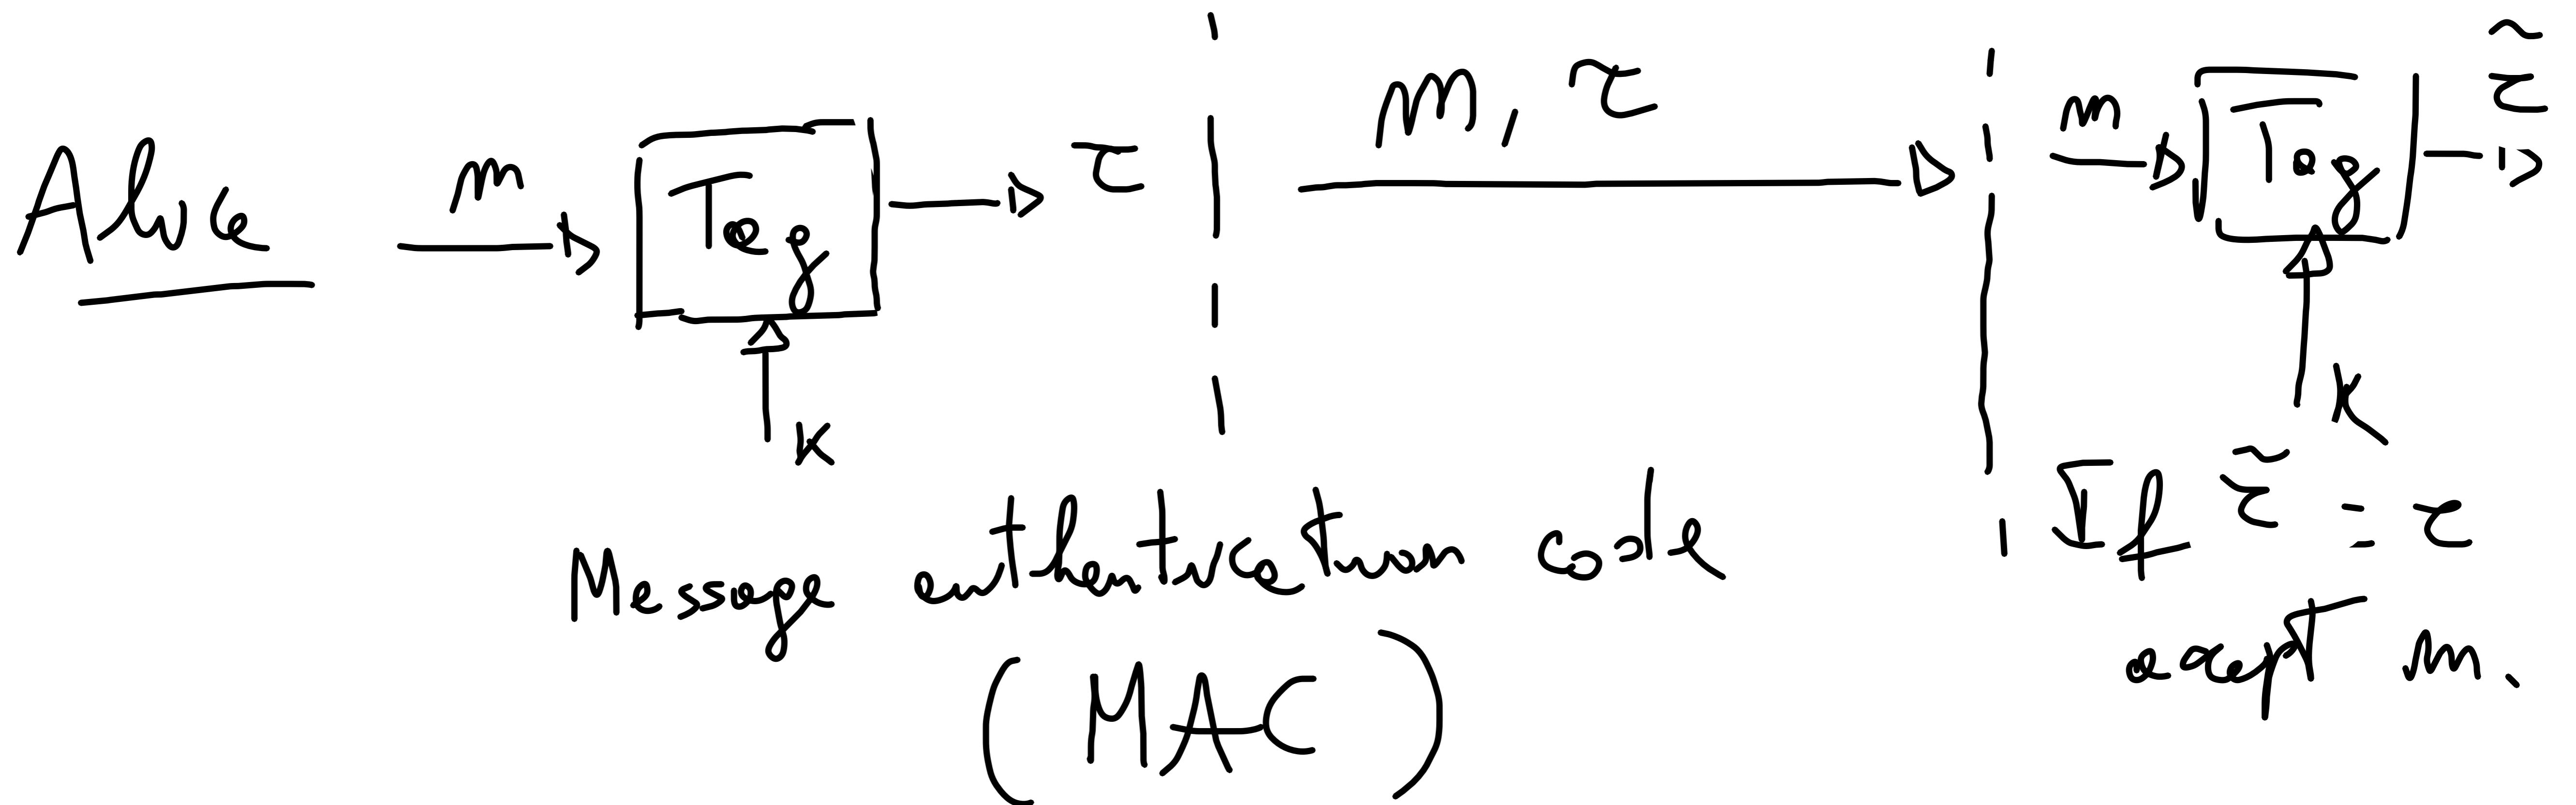 Alice
m
Tag
τ
K
m, τ
m
Tag
τ̃
K
Message authentication code
(MAC)
If τ̃ = τ
accept m.